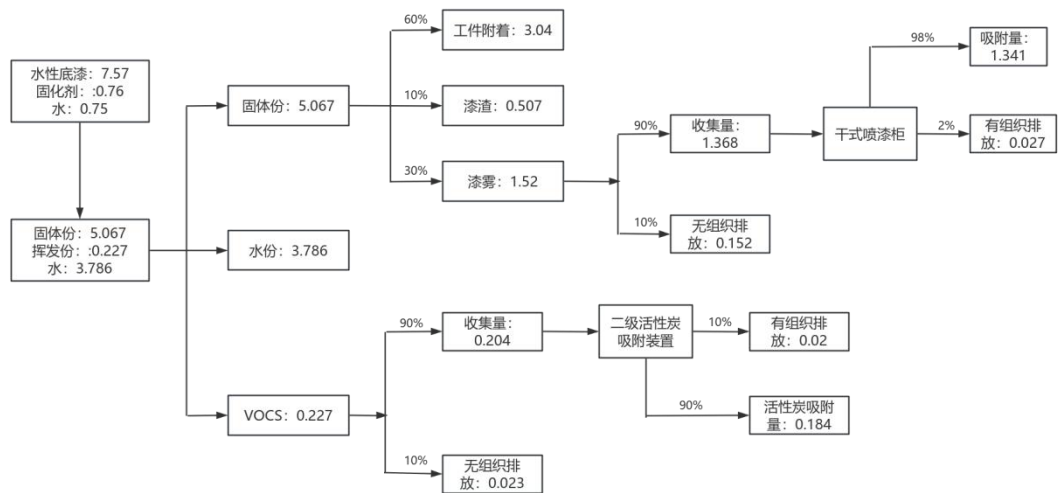 水性底漆：7.57
固化剂：:0.76
水：0.75
固体份：5.067
挥发份：:0.227
水：3.786
固体份：5.067
水份：3.786
VOCS：0.227
60%
工件附着：3.04
10%
漆渣：0.507
30%
漆雾：1.52
90%
收集量：
1.368
10%
无组织排
放：0.152
干式喷漆柜
98%
吸附量：
1.341
2%
有组织排
放：0.027
90%
收集量：
0.204
10%
无组织排
放：0.023
二级活性炭
吸附装置
10%
有组织排
放：0.02
90%
活性炭吸附
量：0.184